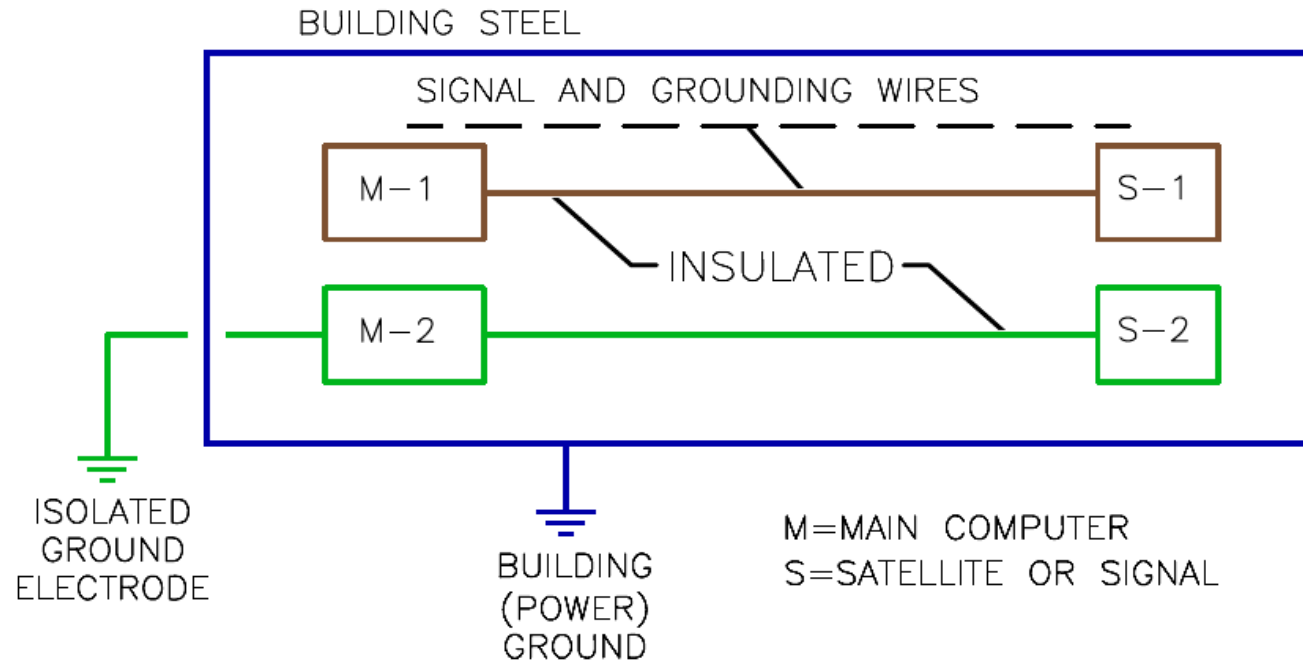 BUILDING STEEL
SIGNAL AND GROUNDING WIRES
M-1
S-1
INSULATED
M-2
S-2
ISOLATED
GROUND
ELECTRODE
BUILDING
(POWER)
GROUND
M=MAIN COMPUTER
S=SATELLITE OR SIGNAL